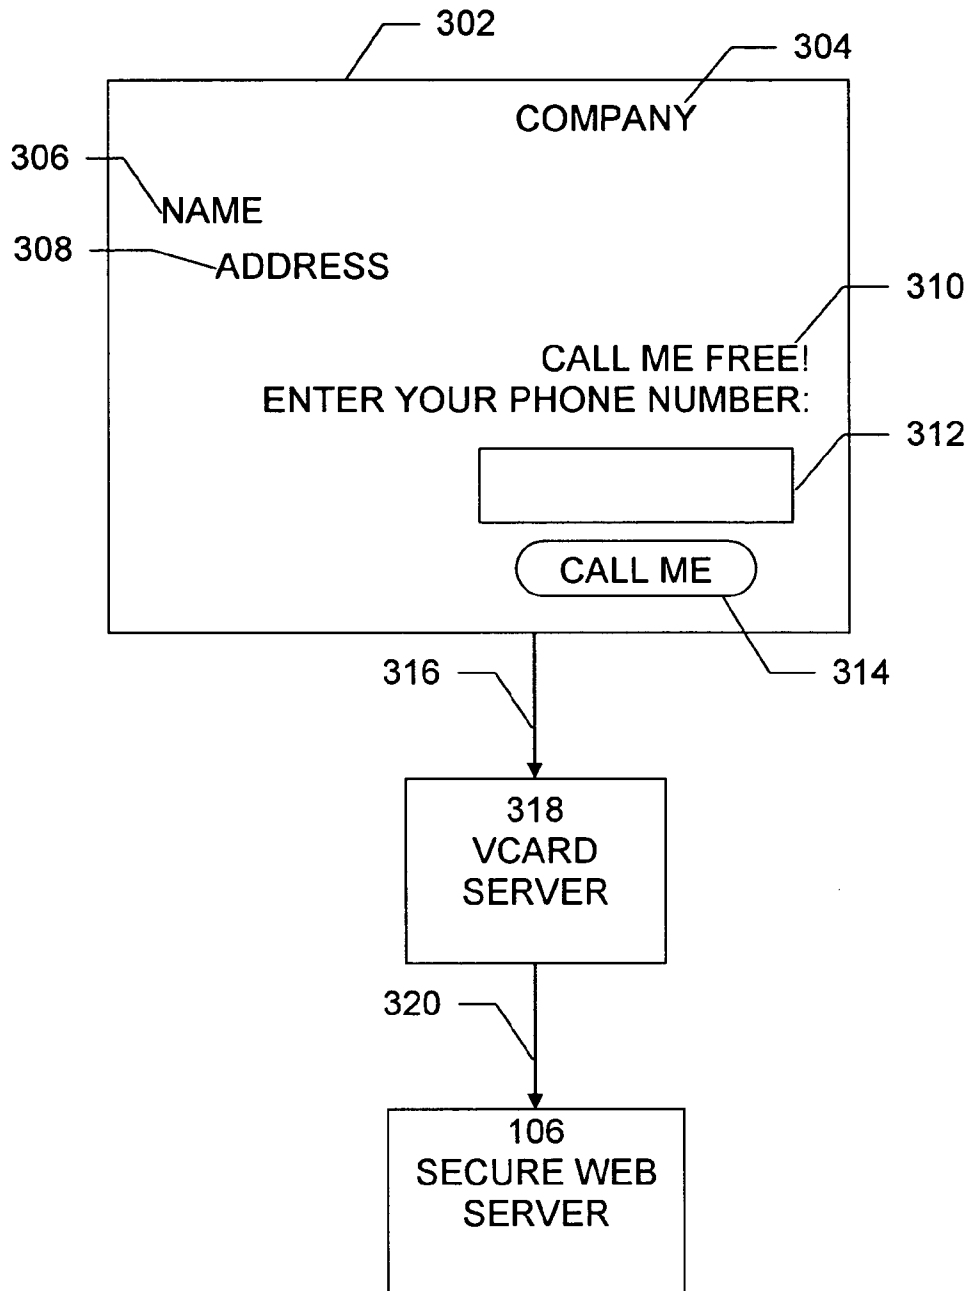 302
304
COMPANY
306
NAME
308
ADDRESS
310
CALL ME FREE!
ENTER YOUR PHONE NUMBER:
312
CALL ME
316
314
318
VCARD
SERVER
320
106
SECURE WEB
SERVER